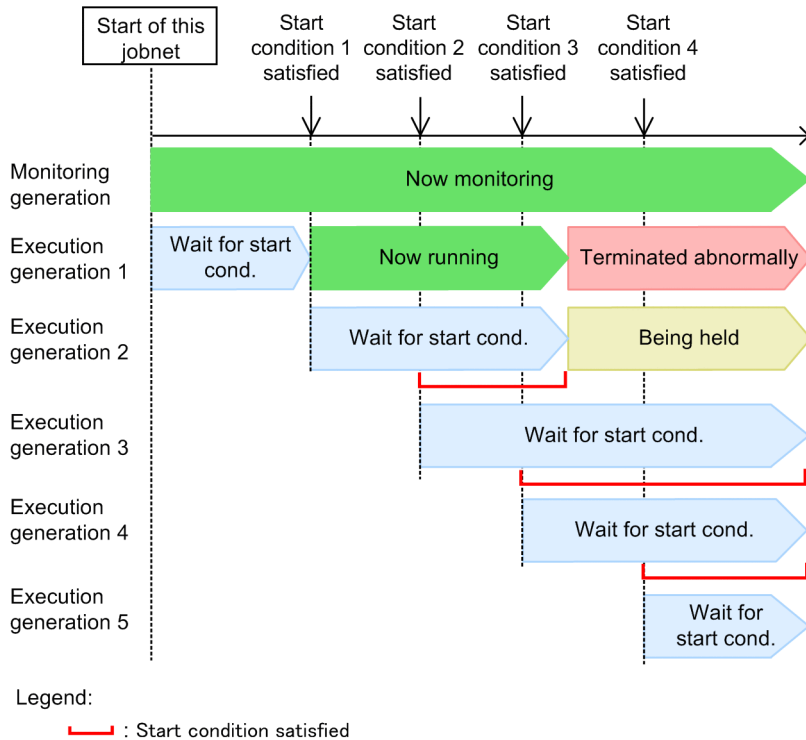 Start of this
jobnet
Start
condition 1
satisfied
Start
condition 2
satisfied
Start
condition 3
satisfied
Start
condition 4
satisfied
Monitoring
generation
Now monitoring
Execution
generation 1
Wait for start
cond.
Now running
Terminated abnormally
Execution
generation 2
Wait for start cond.
Being held
Execution
generation 3
Wait for start cond.
Execution
generation 4
Wait for start cond.
Execution
generation 5
Wait for
start cond.
Legend:
: Start condition satisfied